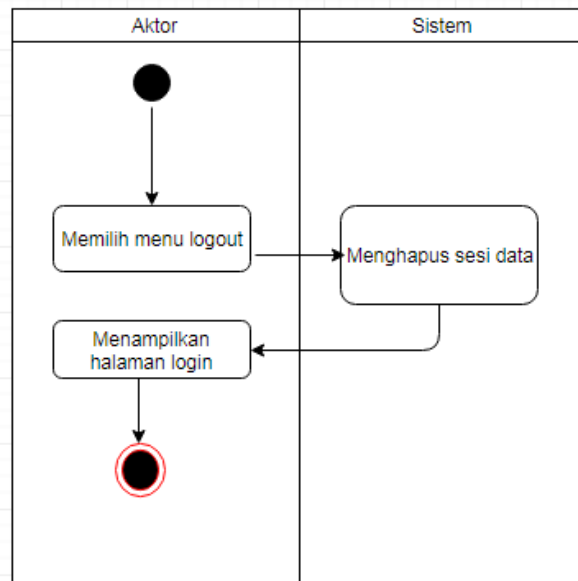 Aktor
Sistem
Memilih menu logout
Menghapus sesi data
Menampilkan
halaman login